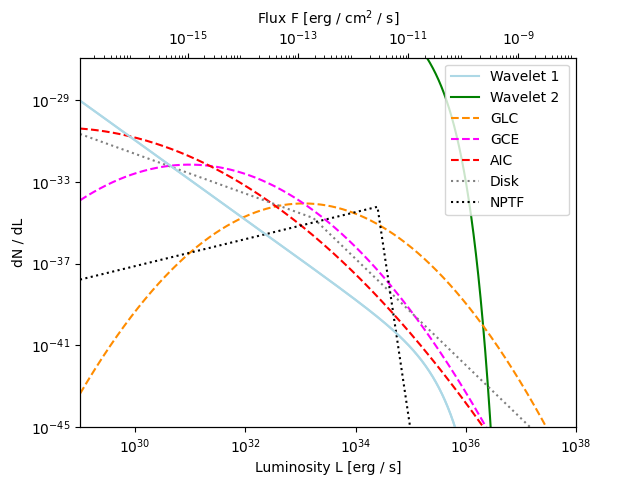 Flux F [erg / cm² / s]
10⁻¹⁵ 10⁻¹³ 10⁻¹¹ 10⁻⁹
Wavelet 1
Wavelet 2
GLC
GCE
AIC
Disk
NPTF
10⁻²⁹
10⁻³³
10⁻³⁷
10⁻⁴¹
10⁻⁴⁵
dN / dL
10³⁰ 10³² 10³⁴ 10³⁶ 10³⁸
Luminosity L [erg / s]